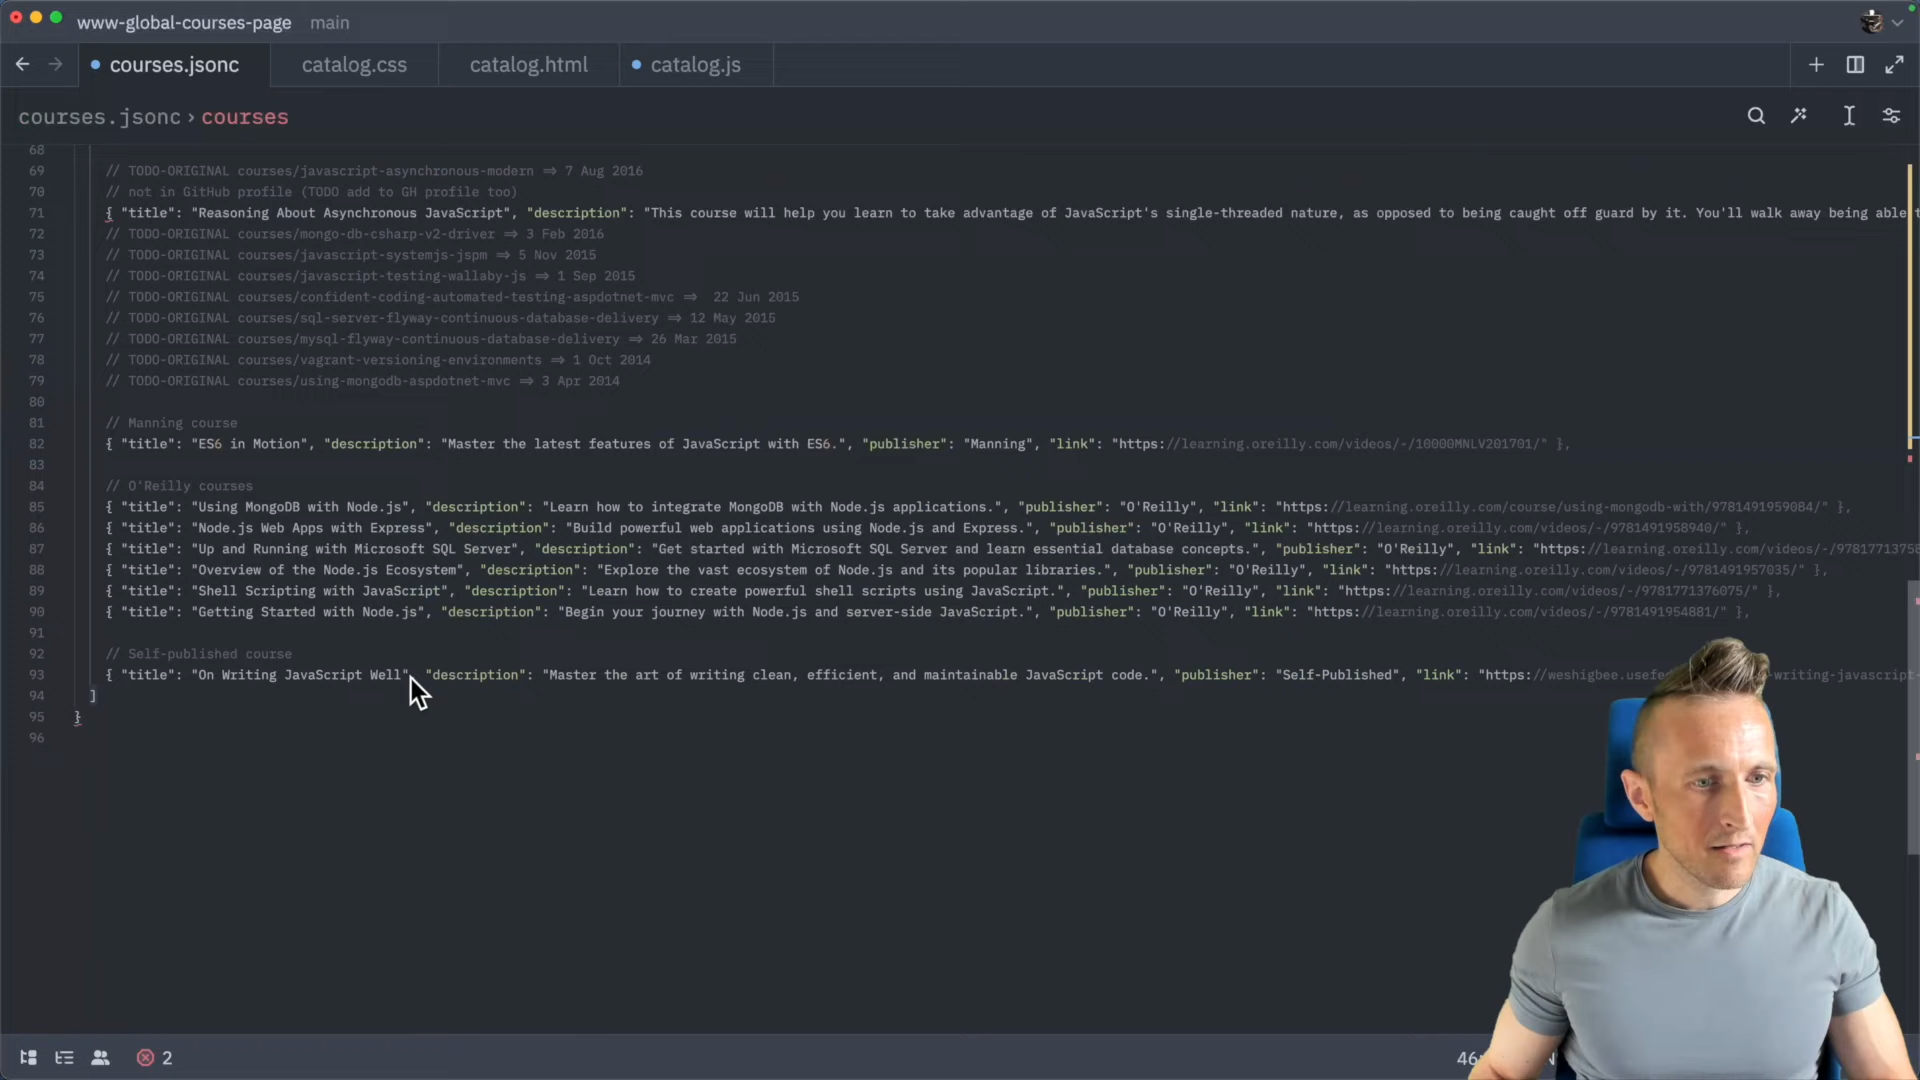 www-global-courses-page main
courses.jsonc catalog.css catalog.html catalog.js
courses.jsonc › courses
68
69 // TODO-ORIGINAL courses/javascript-asynchronous-modern => 7 Aug 2016
70 // not in GitHub profile (TODO add to GH profile too)
71 { "title": "Reasoning About Asynchronous JavaScript", "description": "This course will help you learn to take advantage of JavaScript's single-threaded nature, as opposed to being caught off guard by it. You'll walk away being able
72 // TODO-ORIGINAL courses/mongo-db-csharp-v2-driver => 3 Feb 2016
73 // TODO-ORIGINAL courses/javascript-systemjs-jspm => 5 Nov 2015
74 // TODO-ORIGINAL courses/javascript-testing-wallaby-js => 1 Sep 2015
75 // TODO-ORIGINAL courses/confident-coding-automated-testing-aspdotnet-mvc => 22 Jun 2015
76 // TODO-ORIGINAL courses/sql-server-flyway-continuous-database-delivery => 12 May 2015
77 // TODO-ORIGINAL courses/mysql-flyway-continuous-database-delivery => 26 Mar 2015
78 // TODO-ORIGINAL courses/vagrant-versioning-environments => 1 Oct 2014
79 // TODO-ORIGINAL courses/using-mongodb-aspdotnet-mvc => 3 Apr 2014
80
81 // Manning course
82 { "title": "ES6 in Motion", "description": "Master the latest features of JavaScript with ES6.", "publisher": "Manning", "link": "https://learning.oreilly.com/videos/-/10000MNLV201701/" },
83
84 // O'Reilly courses
85 { "title": "Using MongoDB with Node.js", "description": "Learn how to integrate MongoDB with Node.js applications.", "publisher": "O'Reilly", "link": "https://learning.oreilly.com/course/using-mongodb-with/9781491959084/" },
86 { "title": "Node.js Web Apps with Express", "description": "Build powerful web applications using Node.js and Express.", "publisher": "O'Reilly", "link": "https://learning.oreilly.com/videos/-/9781491958940/" },
87 { "title": "Up and Running with Microsoft SQL Server", "description": "Get started with Microsoft SQL Server and learn essential database concepts.", "publisher": "O'Reilly", "link": "https://learning.oreilly.com/videos/-/97817713758
88 { "title": "Overview of the Node.js Ecosystem", "description": "Explore the vast ecosystem of Node.js and its popular libraries.", "publisher": "O'Reilly", "link": "https://learning.oreilly.com/videos/-/9781491957035/" },
89 { "title": "Shell Scripting with JavaScript", "description": "Learn how to create powerful shell scripts using JavaScript.", "publisher": "O'Reilly", "link": "https://learning.oreilly.com/videos/-/9781771376075/" },
90 { "title": "Getting Started with Node.js", "description": "Begin your journey with Node.js and server-side JavaScript.", "publisher": "O'Reilly", "link": "https://learning.oreilly.com/videos/-/9781491954881/" },
91
92 // Self-published course
93 { "title": "On Writing JavaScript Well", "description": "Master the art of writing clean, efficient, and maintainable JavaScript code.", "publisher": "Self-Published", "link": "https://weshigbee.usefe -writing-javascript-
94 ]
95 }
96
2